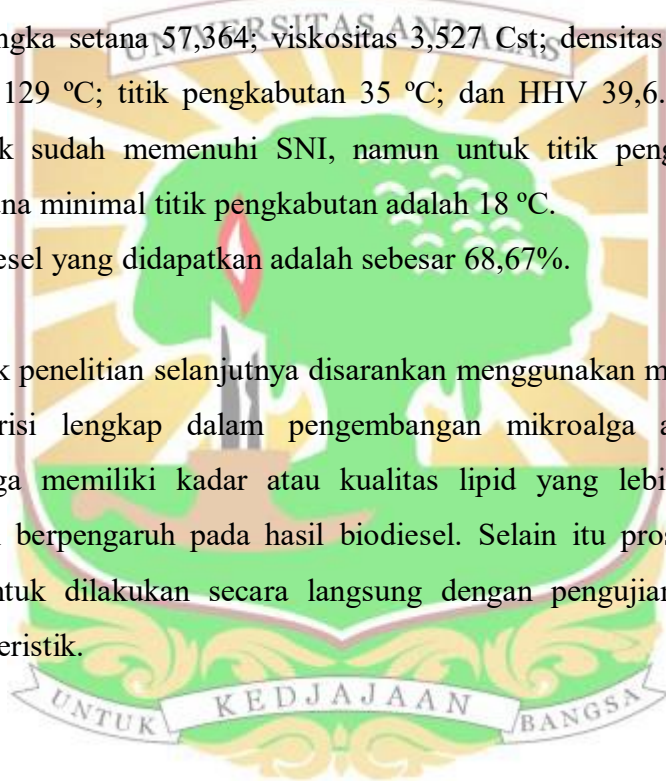 UNIVERSITAS ANDALAS
ngka setana 57,364; viskositas 3,527 Cst; densitas
129 ºC; titik pengkabutan 35 ºC; dan HHV 39,6.
k sudah memenuhi SNI, namun untuk titik peng
na minimal titik pengkabutan adalah 18 ºC.
esel yang didapatkan adalah sebesar 68,67%.
k penelitian selanjutnya disarankan menggunakan m
risi lengkap dalam pengembangan mikroalga a
ga memiliki kadar atau kualitas lipid yang lebi
berpengaruh pada hasil biodiesel. Selain itu pros
ntuk dilakukan secara langsung dengan pengujian
eristik.
UNTUK KEDJAJAAN BANGSA